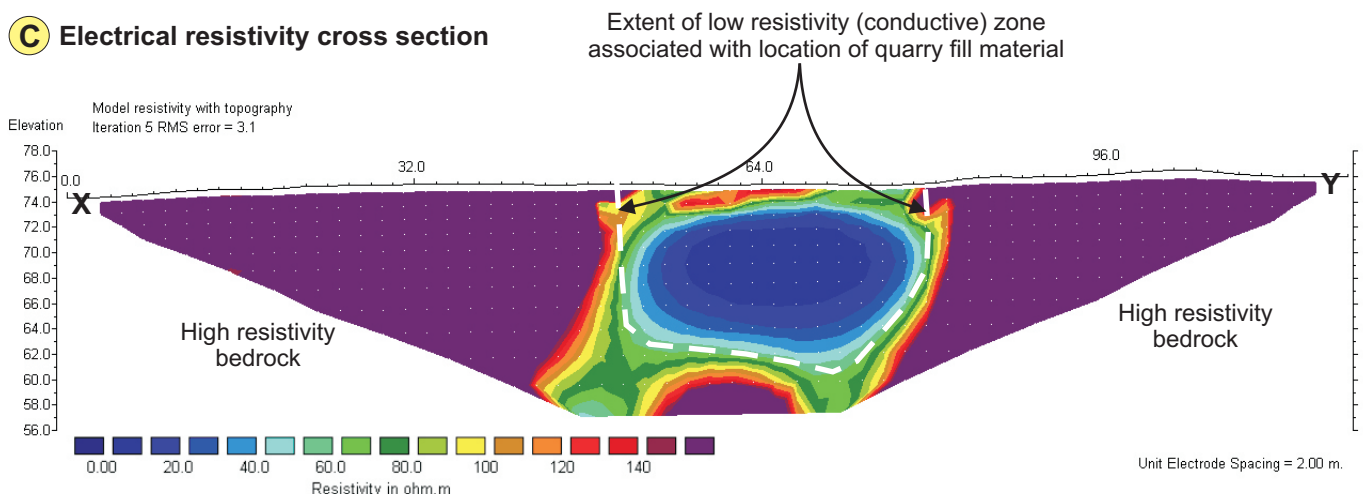 C Electrical resistivity cross section
Extent of low resistivity (conductive) zone
associated with location of quarry fill material
Model resistivity with topography
Iteration 5 RMS error = 3.1
Elevation
78.0
76.0
74.0
72.0
70.0
68.0
66.0
64.0
62.0
60.0
58.0
56.0
0.0 32.0 64.0 96.0
X Y
High resistivity
bedrock
High resistivity
bedrock
0.00 20.0 40.0 60.0 80.0 100 120 140
Resistivity in ohm.m
Unit Electrode Spacing = 2.00 m.